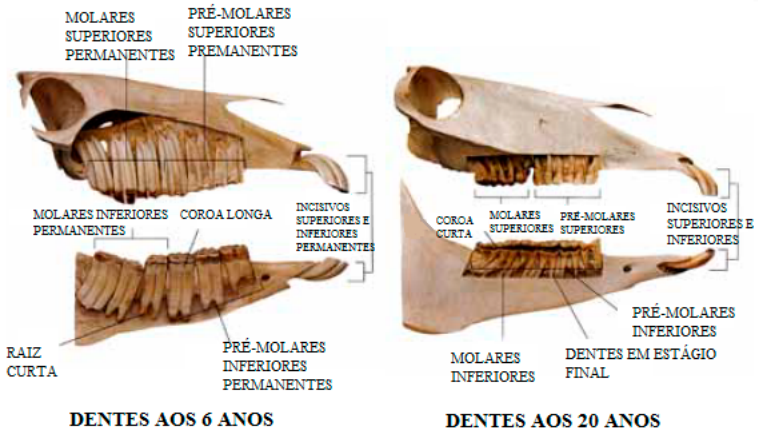 MOLARES
SUPERIORES
PERMANENTES
PRÉ-MOLARES
SUPERIORES
PREMANENTES
MOLARES INFERIORES
PERMANENTES
COROA LONGA
INCISIVOS
SUPERIORES E
INFERIORES
PERMANENTES
RAIZ
CURTA
PRÉ-MOLARES
INFERIORES
PERMANENTES
DENTES AOS 6 ANOS
COROA
CURTA
MOLARES
SUPERIORES
PRÉ-MOLARES
SUPERIORES
INCISIVOS
SUPERIORES E
INFERIORES
PRÉ-MOLARES
INFERIORES
MOLARES
INFERIORES
DENTES EM ESTÁGIO
FINAL
DENTES AOS 20 ANOS